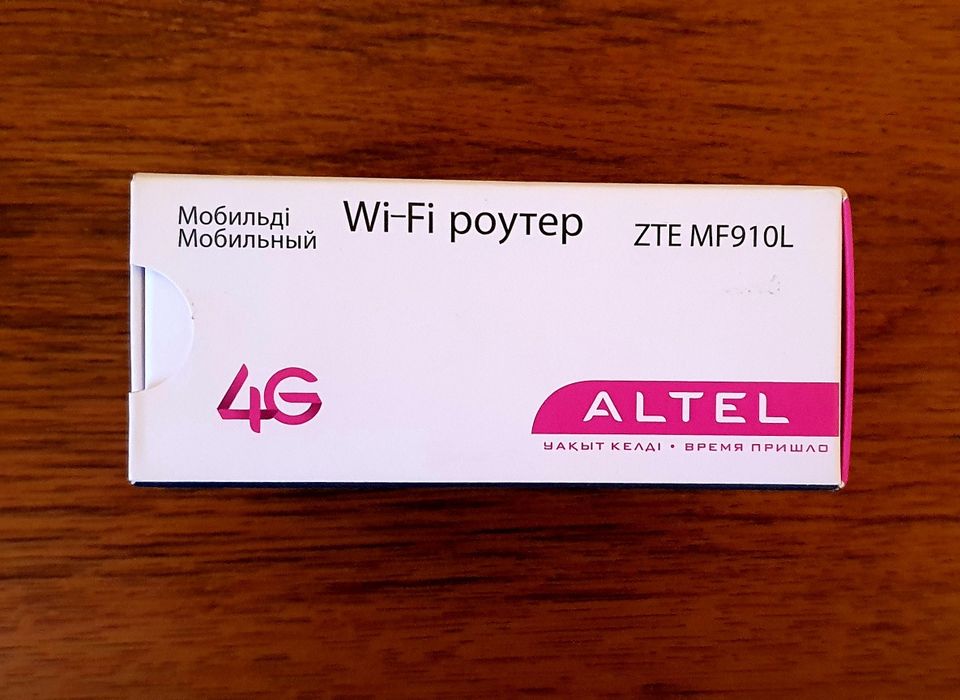 Мобильді
Мобильный
Wi-Fi роутер
ZTE MF910L
4G
ALTEL
УАҚЫТ КЕЛДІ • ВРЕМЯ ПРИШЛО